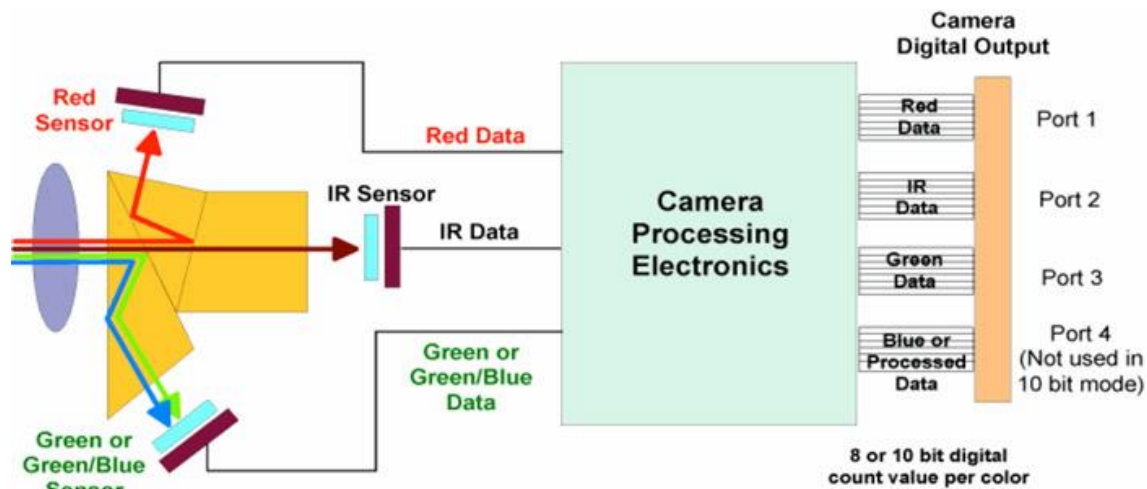 Camera
Digital Output
Red
Sensor
Red Data
Red
Data
Port 1
IR Sensor
IR Data
Camera
Processing
Electronics
IR
Data
Port 2
Green
Data
Port 3
Green or
Green/Blue
Data
Blue or
Processed
Data
Port 4
(Not used in
10 bit mode)
Green or
Green/Blue
Sensor
8 or 10 bit digital
count value per color